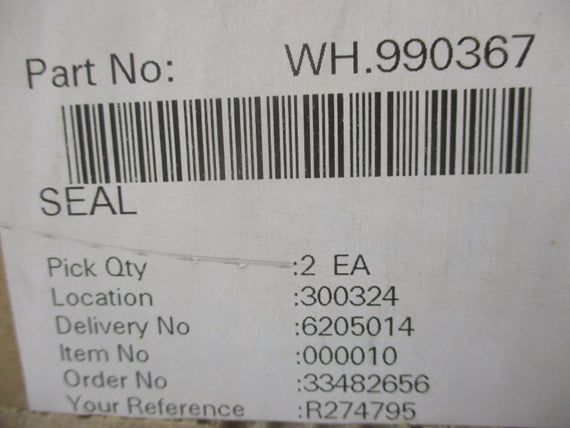 Part No: WH.990367
SEAL
Pick Qty :2 EA
Location :300324
Delivery No :6205014
Item No :000010
Order No :33482656
Your Reference :R274795